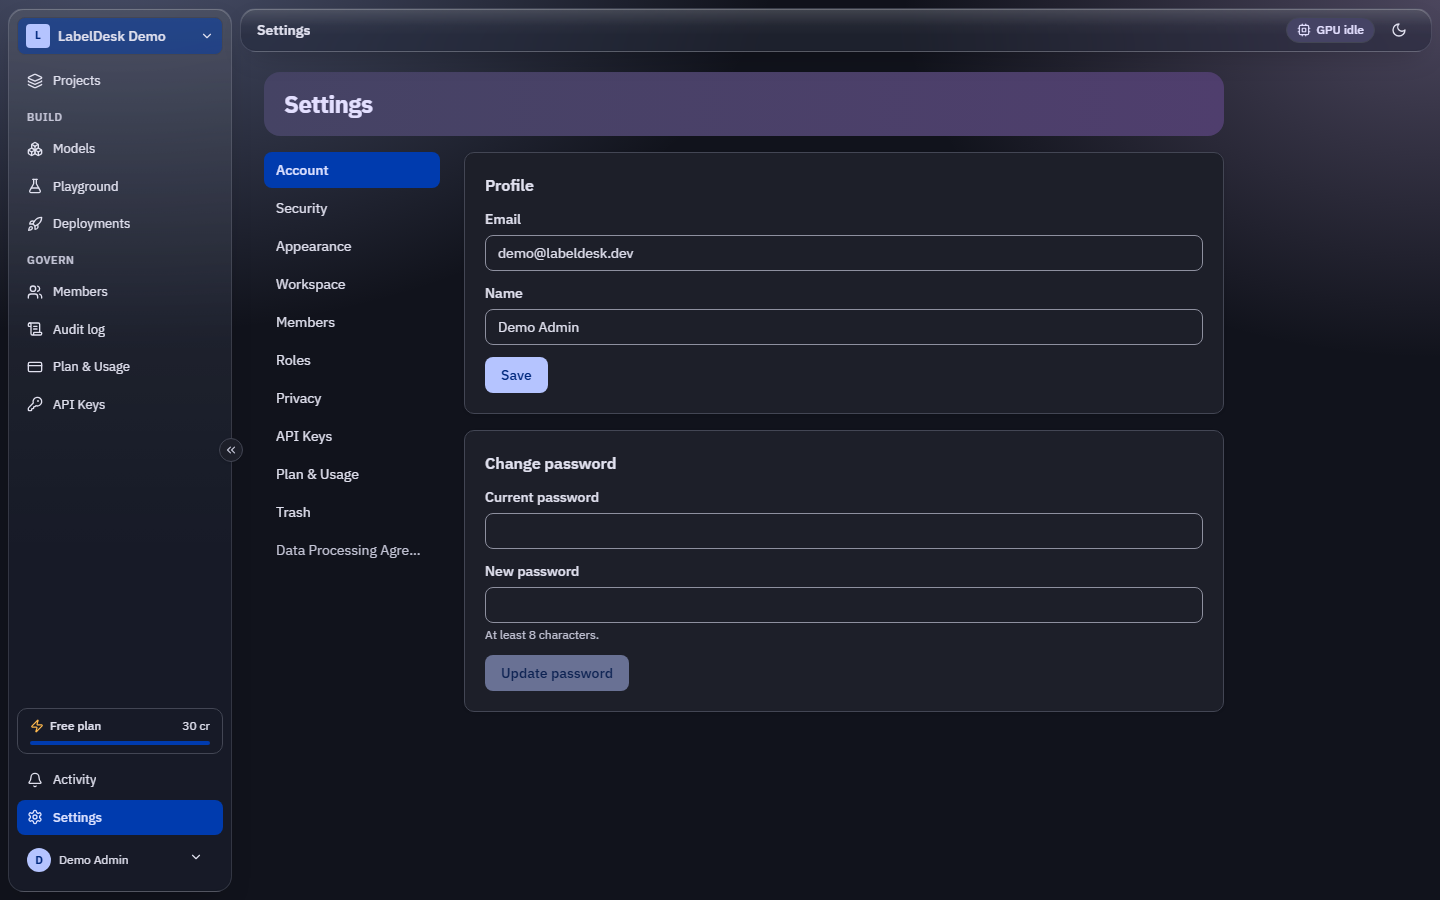 L LabelDesk Demo
Projects
BUILD
Models
Playground
Deployments
GOVERN
Members
Audit log
Plan & Usage
API Keys
Free plan 30 cr
Activity
Settings
D Demo Admin
Settings
GPU idle
Settings
Account
Security
Appearance
Workspace
Members
Roles
Privacy
API Keys
Plan & Usage
Trash
Data Processing Agre...
Profile
Email
demo@labeldesk.dev
Name
Demo Admin
Save
Change password
Current password
New password
At least 8 characters.
Update password